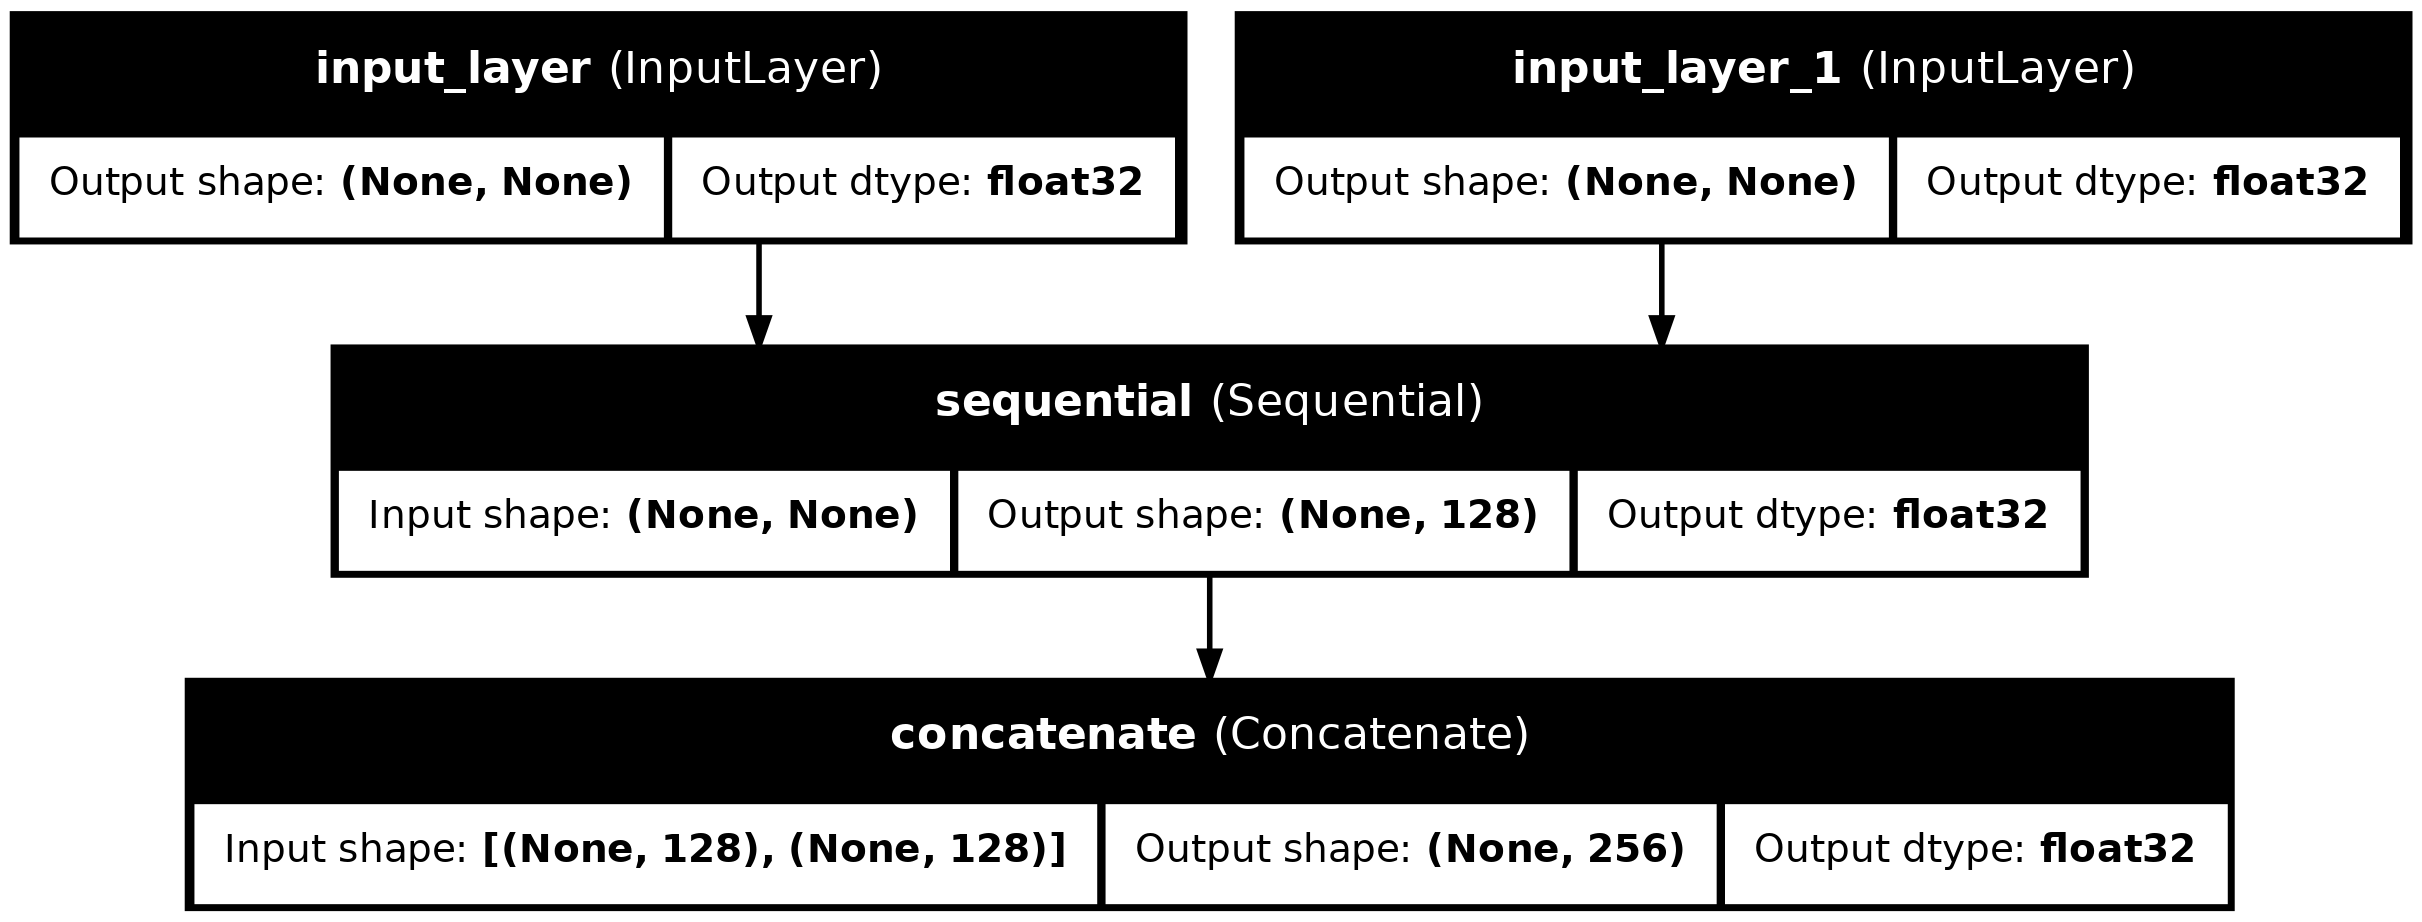 input_layer (InputLayer)
Output shape: (None, None)
Output dtype: float32
input_layer_1 (InputLayer)
Output shape: (None, None)
Output dtype: float32
sequential (Sequential)
Input shape: (None, None)
Output shape: (None, 128)
Output dtype: float32
concatenate (Concatenate)
Input shape: [(None, 128), (None, 128)]
Output shape: (None, 256)
Output dtype: float32